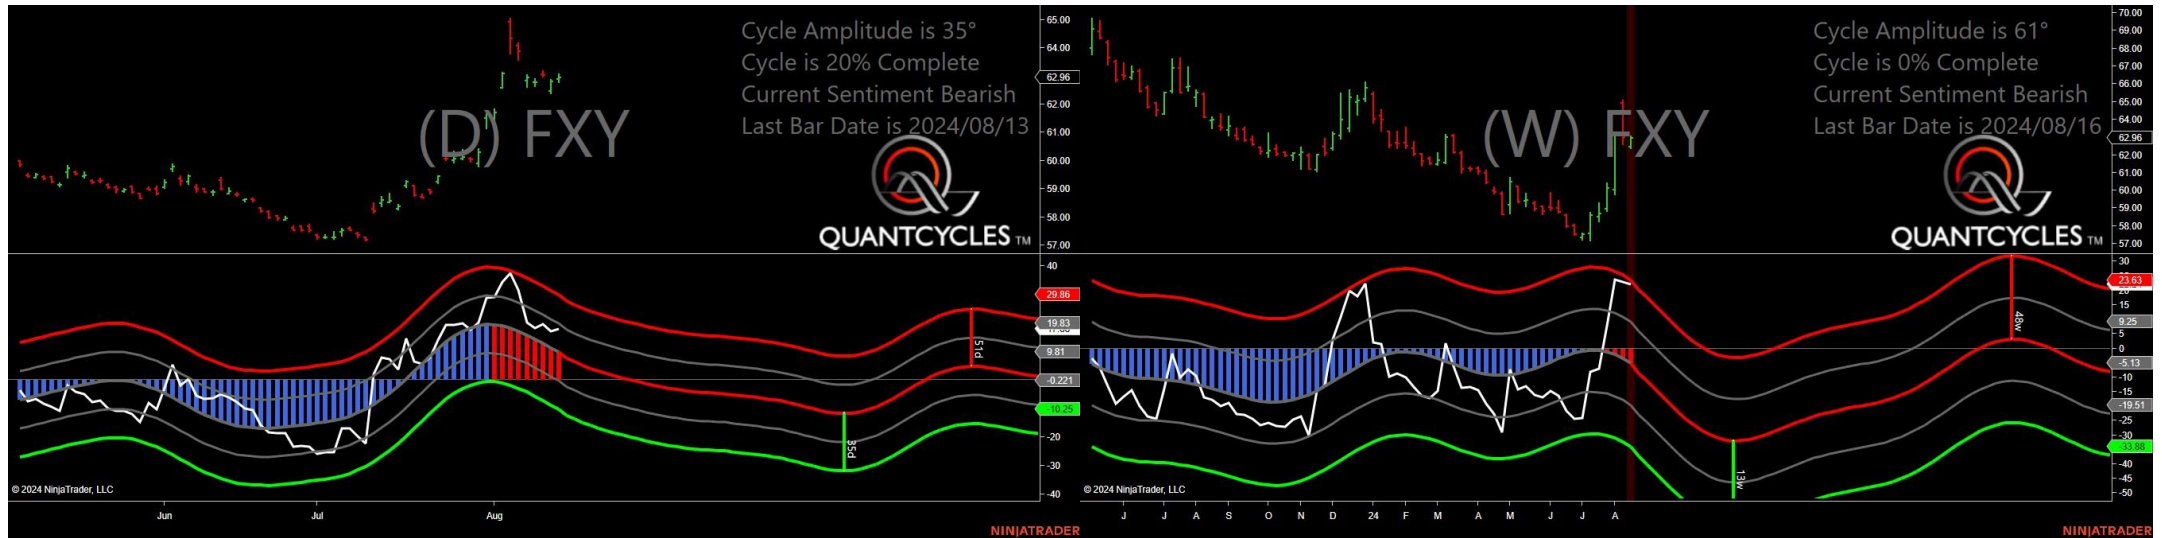 Cycle Amplitude is 35°
Cycle is 20% Complete
Current Sentiment Bearish
Last Bar Date is 2024/08/13
(D) FXY
QUANTCYCLES TM
65.00
64.00
62.96
62.00
61.00
60.00
59.00
58.00
57.00
40
29.86
19.83
9.81
-0.221
-10.25
-20
-30
-40
51d
35d
© 2024 NinjaTrader, LLC
Jun Jul Aug
NINJATRADER
Cycle Amplitude is 61°
Cycle is 0% Complete
Current Sentiment Bearish
Last Bar Date is 2024/08/16
(W) FXY
QUANTCYCLES TM
70.00
68.00
67.00
66.00
65.00
64.00
62.96
62.00
61.00
60.00
59.00
58.00
57.00
30
23.63
20
15
9.25
5
0
-5.13
-10
-15
-19.51
-25
-30
-33.88
-40
-45
-50
48w
13w
© 2024 NinjaTrader, LLC
J J A S O N D 24 F M A M J J A
NINJATRADER